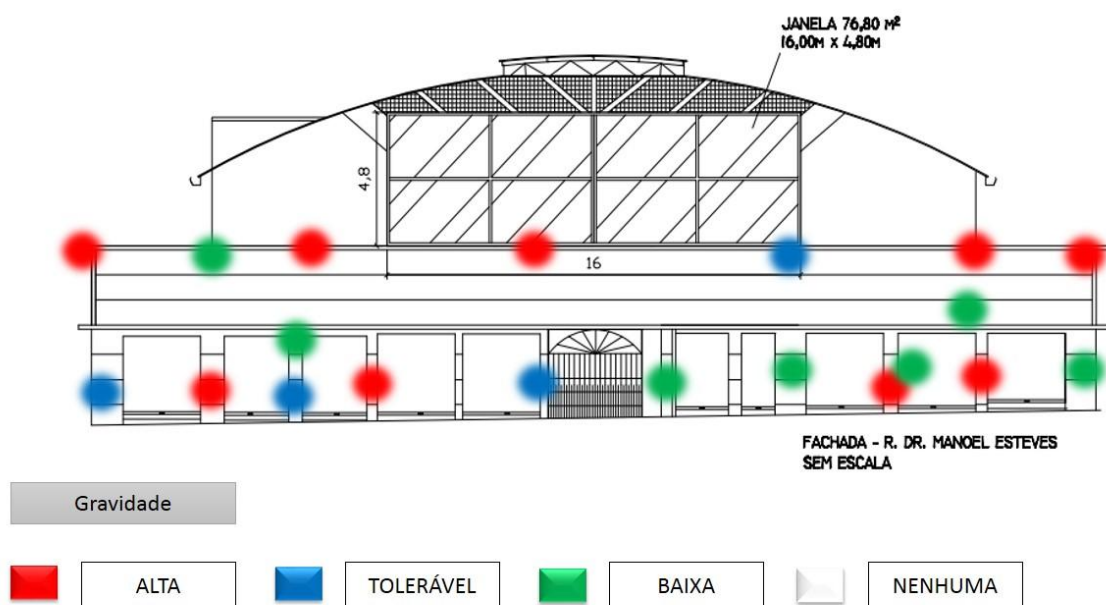 JANELA 76,80 m²
16,00m x 4,80m
4,8
16
FACHADA - R. DR. MANOEL ESTEVES
SEM ESCALA
Gravidade
ALTA
TOLERÁVEL
BAIXA
NENHUMA